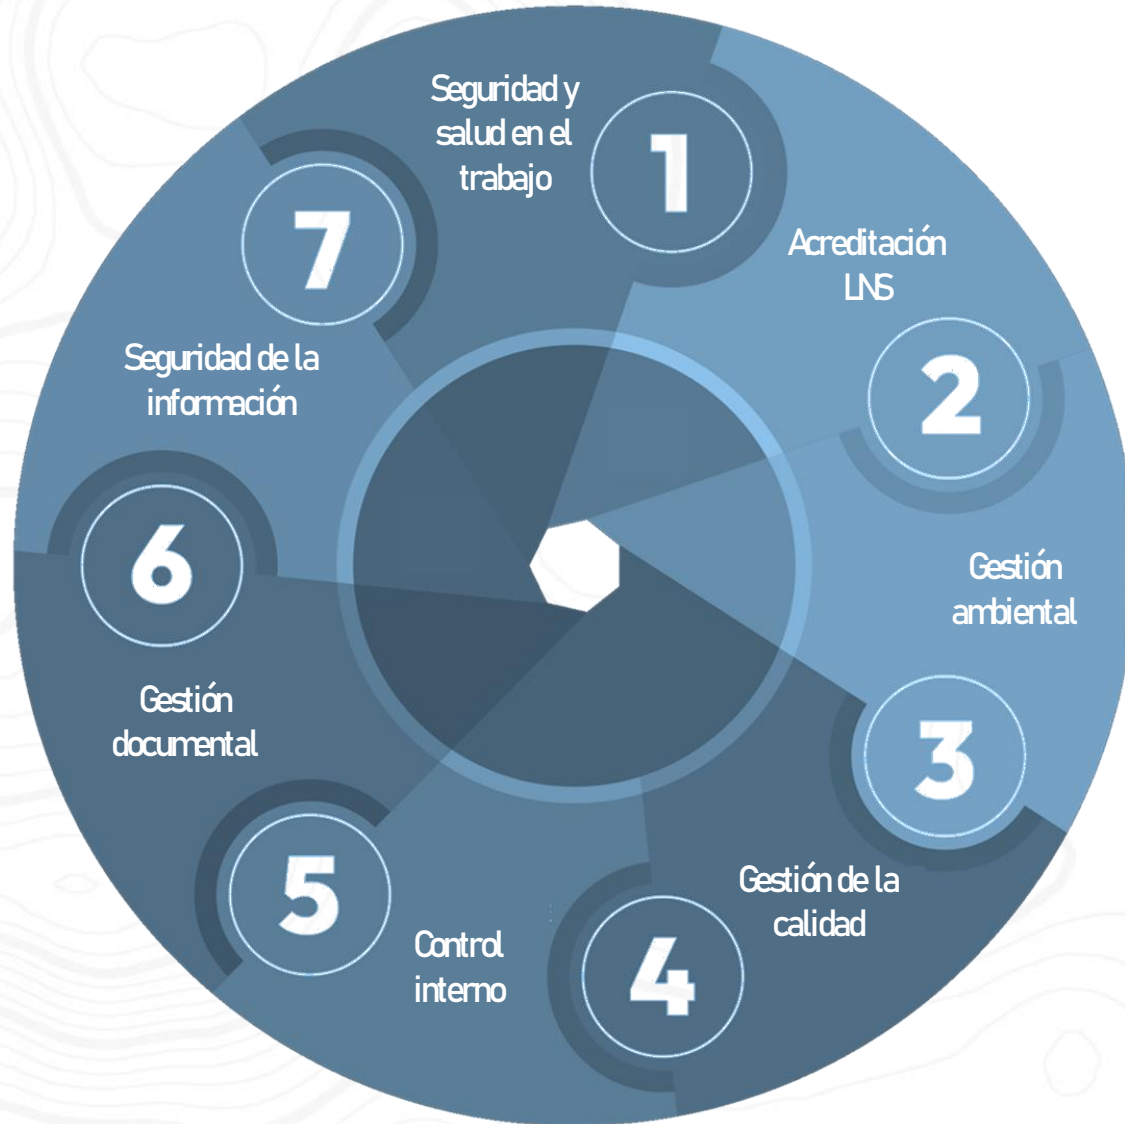 Seguridad y
salud en el
trabajo
1
Acreditación
LNS
2
Gestión
ambiental
3
Gestión de la
calidad
4
Control
interno
5
Gestión
documental
6
Seguridad de la
información
7